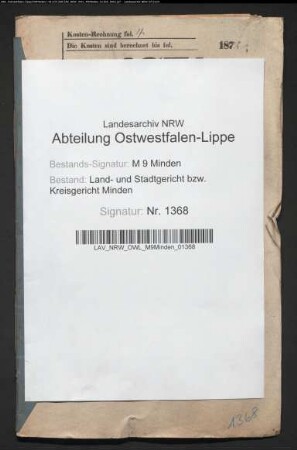 Kosten-Rechnung fol.
Die Kosten sind berechnet bis fol. 187
Landesarchiv NRW
Abteilung Ostwestfalen-Lippe
Bestands-Signatur: M 9 Minden
Bestand: Land- und Stadtgericht bzw.
Kreisgericht Minden
Signatur: Nr. 1368
LAV_NRW_OWL_M9Minden_01368
1368